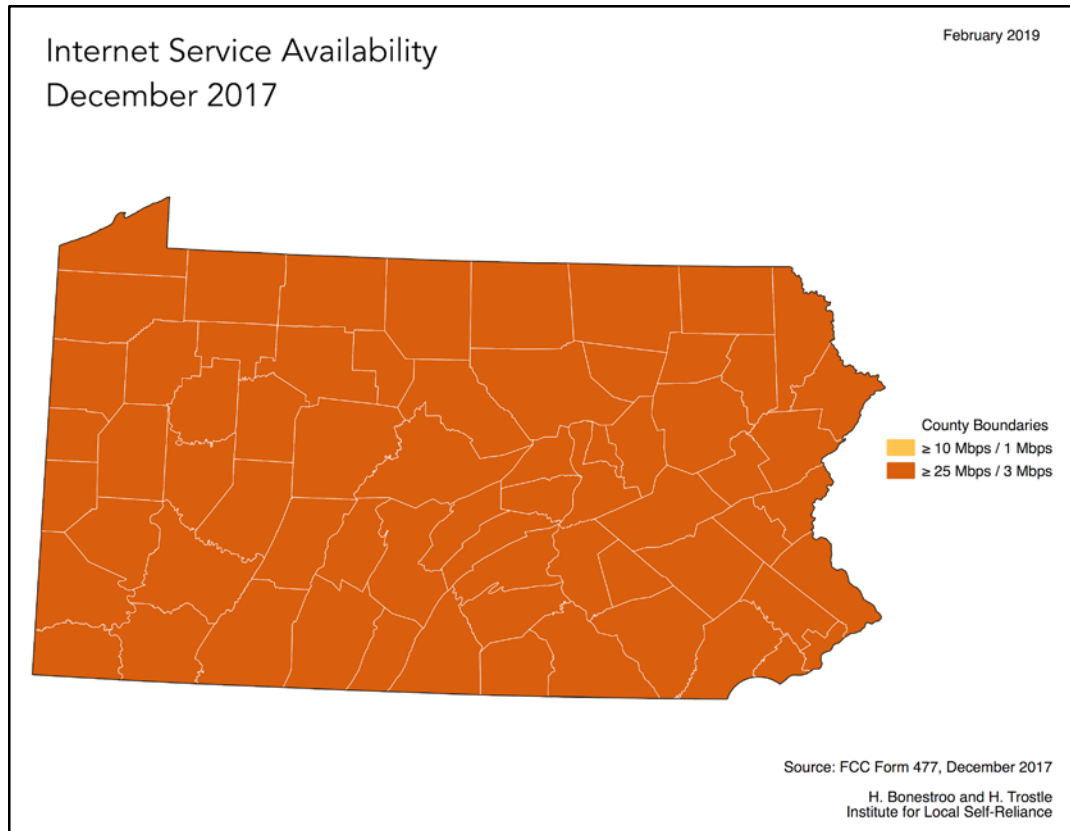 Internet Service Availability
December 2017
February 2019
County Boundaries
≥ 10 Mbps / 1 Mbps
≥ 25 Mbps / 3 Mbps
Source: FCC Form 477, December 2017
H. Bonestroo and H. Trostle
Institute for Local Self-Reliance